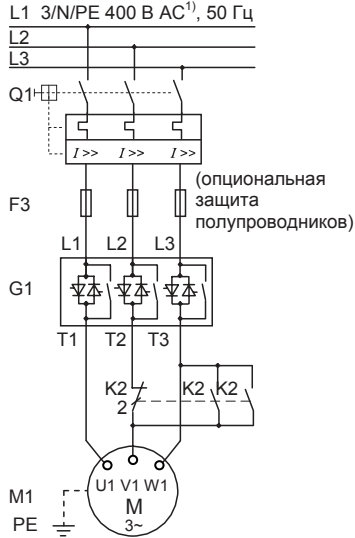 L1 3/N/PE 400 В AC1), 50 Гц
L2
L3
Q1
I >> I >> I >>
(опциональная
защита
полупроводников)
F3
L1 L2 L3
G1
T1 T2 T3
K2 K2 K2
2
U1 V1 W1
M1 M
3~
PE